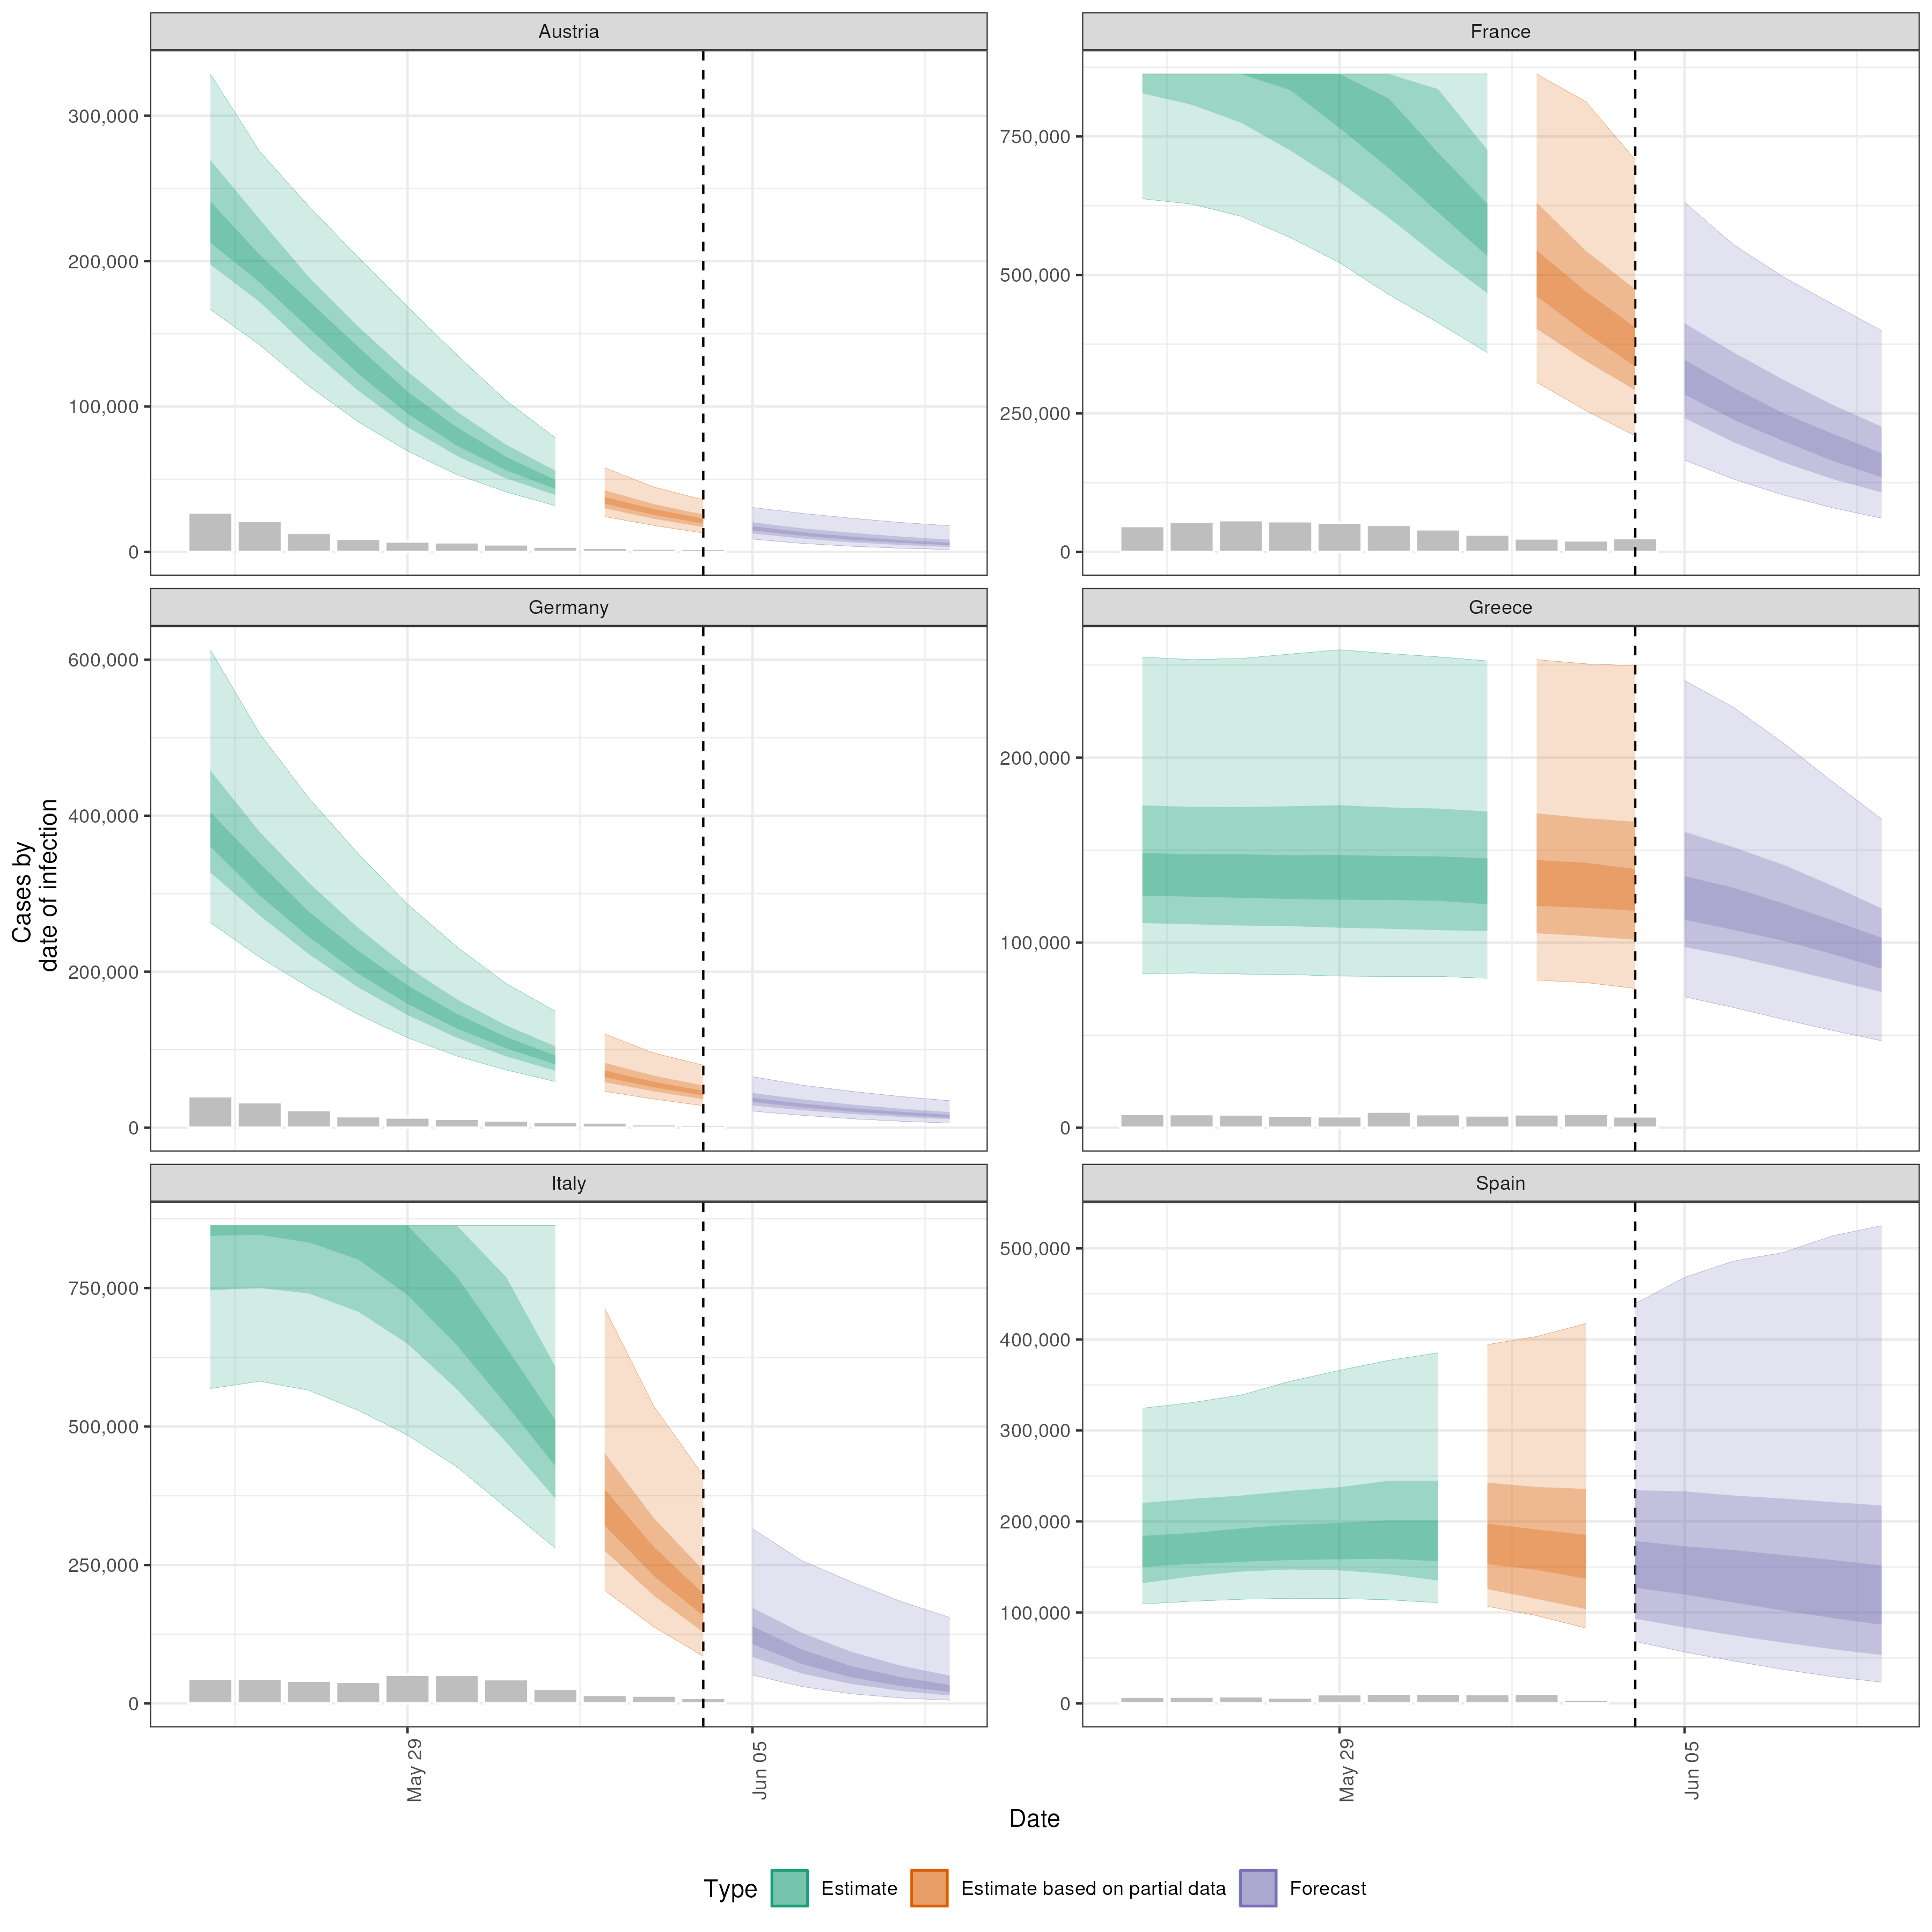 Austria
France
300,000
200,000
100,000
0
750,000
500,000
250,000
0
Germany
Greece
600,000
400,000
200,000
0
200,000
100,000
0
Italy
Spain
750,000
500,000
250,000
0
500,000
400,000
300,000
200,000
100,000
0
Cases by
date of infection
May 29
Jun 05
May 29
Jun 05
Date
Type
Estimate
Estimate based on partial data
Forecast